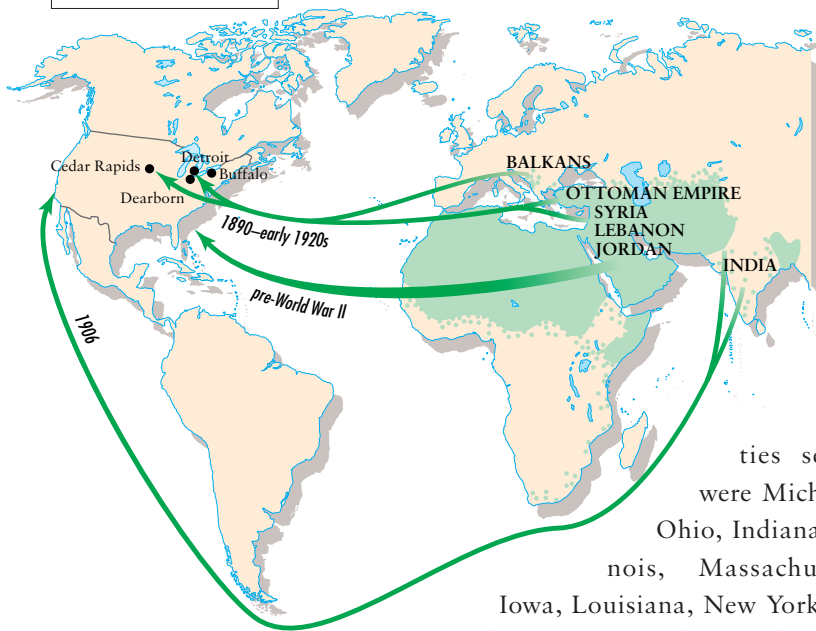 Detroit
Cedar Rapids
Buffalo
Dearborn
BALKANS
OTTOMAN EMPIRE
SYRIA
LEBANON
JORDAN
INDIA
1890–early 1920s
pre-World War II
1906
ties se
were Mich
Ohio, Indiana
nois, Massachu
Iowa, Louisiana, New York